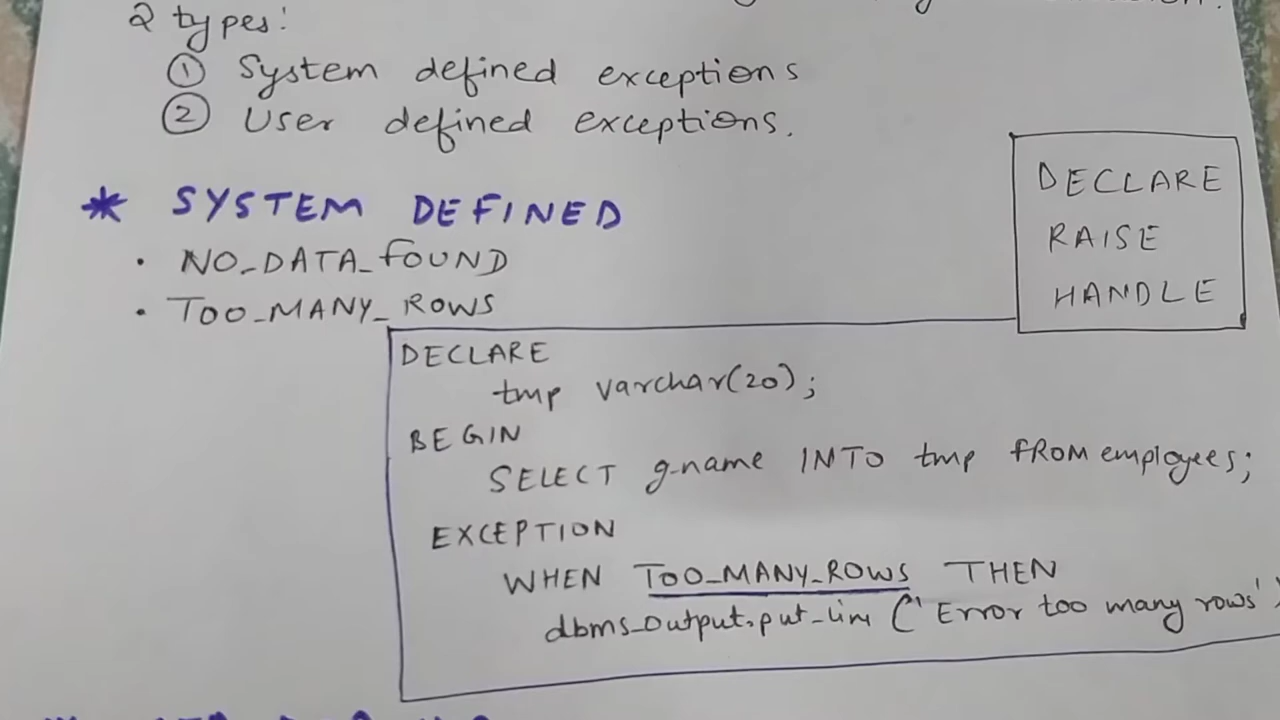 2 types:
① System defined exceptions
② User defined exceptions.
* SYSTEM DEFINED
• NO_DATA_FOUND
• TOO_MANY_ROWS
DECLARE
RAISE
HANDLE
DECLARE
tmp varchar(20);
BEGIN
SELECT g-name INTO tmp FROM employees;
EXCEPTION
WHEN TOO_MANY_ROWS THEN
dbms_output.put_line ('Error too many rows')